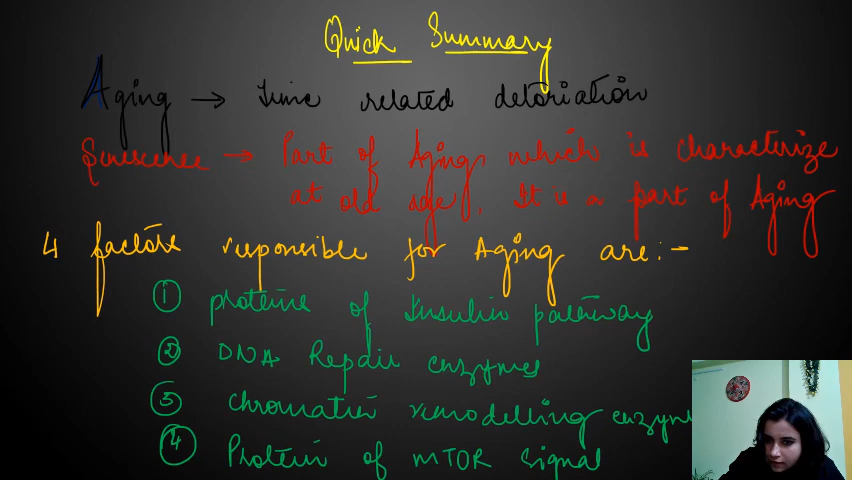 Quick Summary
Aging → Time related detoriation
Senescence → Part of Aging, which is characterize
at old age, It is a part of Aging
4 factors responsible for Aging are:-
① proteins of Insulin pathway
② DNA Repair enzymes
③ chromatin remodelling enzyme
④ Protein of mTOR signal